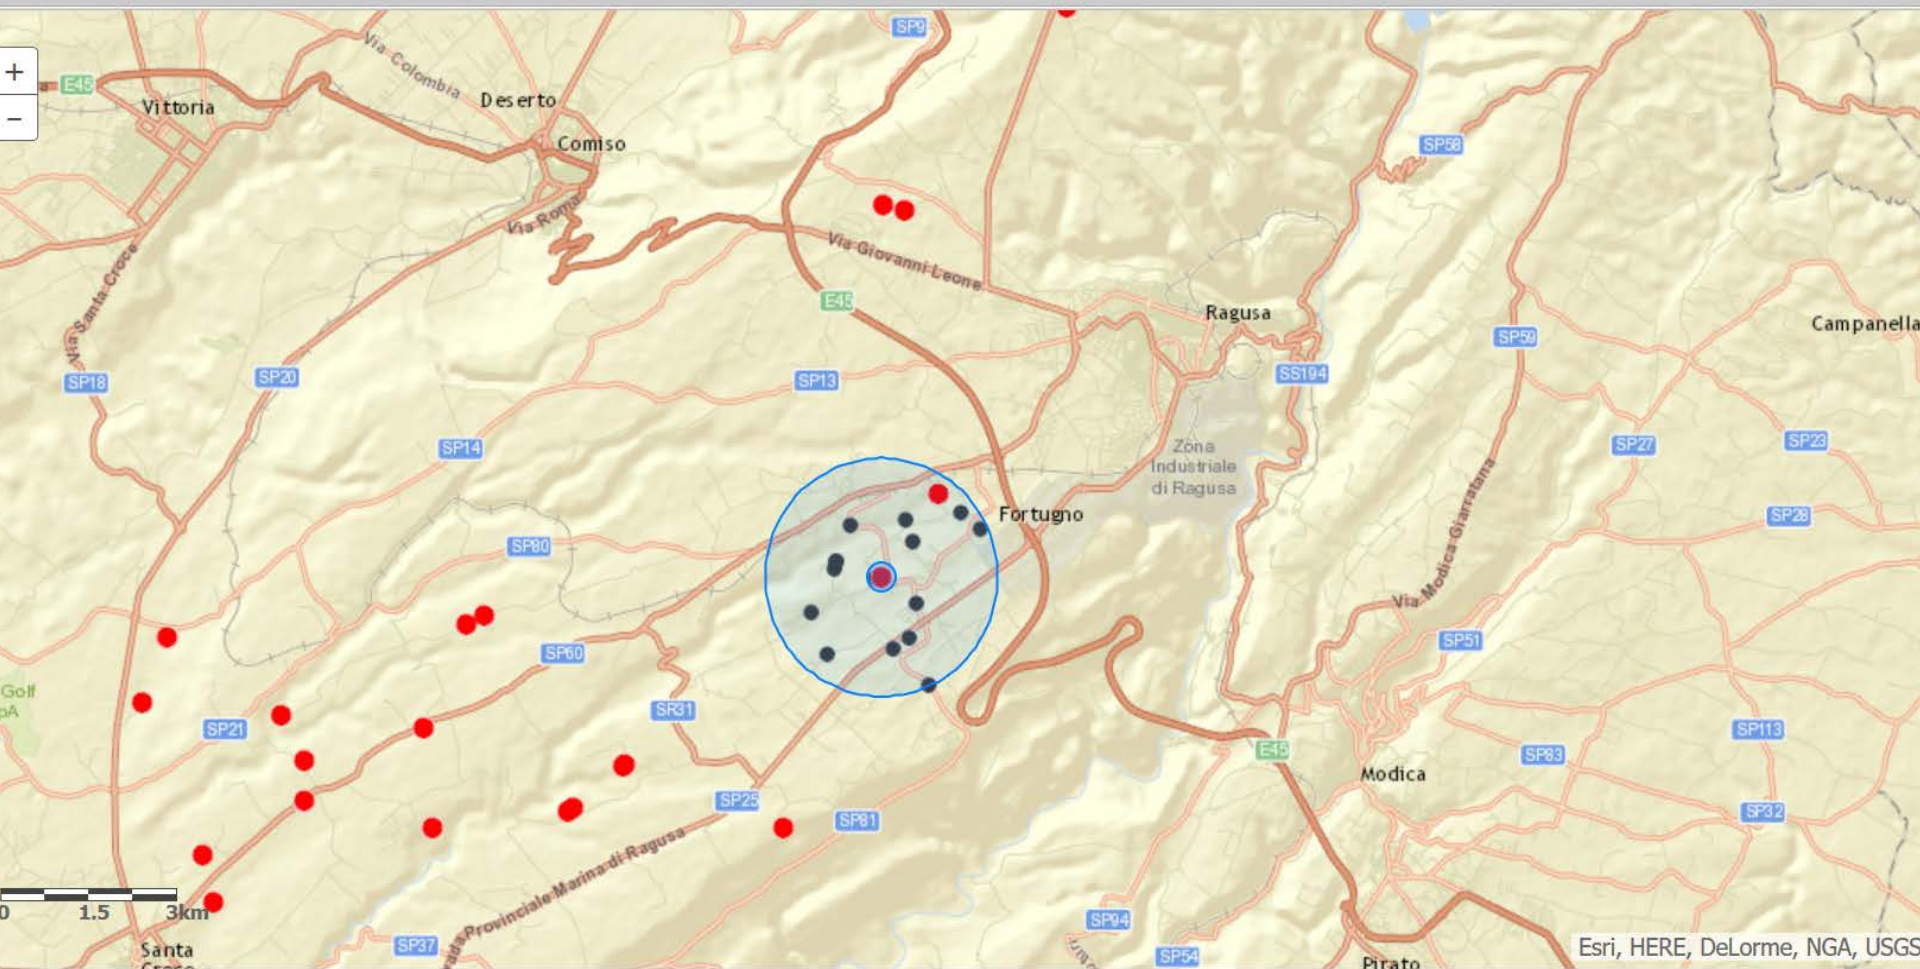 SP9
+
−
E45
Via Colombia
Vittoria
Deserto
Comiso
SP58
Via Roma
Via Giovanni Leone
Via Santa Croce
E45
Ragusa
Campanella
SP59
SP18
SP20
SP13
SS194
SP14
Zona
Industriale
di Ragusa
SP27
SP23
Fortugno
SP28
SP80
Via Modica Giarratana
SP60
SP51
Golf
pA
SP21
SR31
SP113
E45
SP83
Modica
SP25
SP81
SP32
Provinciale Marina di Ragusa
0
1.5
3km
SP94
SP37
Santa
Croce
SP54
Esri, HERE, DeLorme, NGA, USGS
Pirato